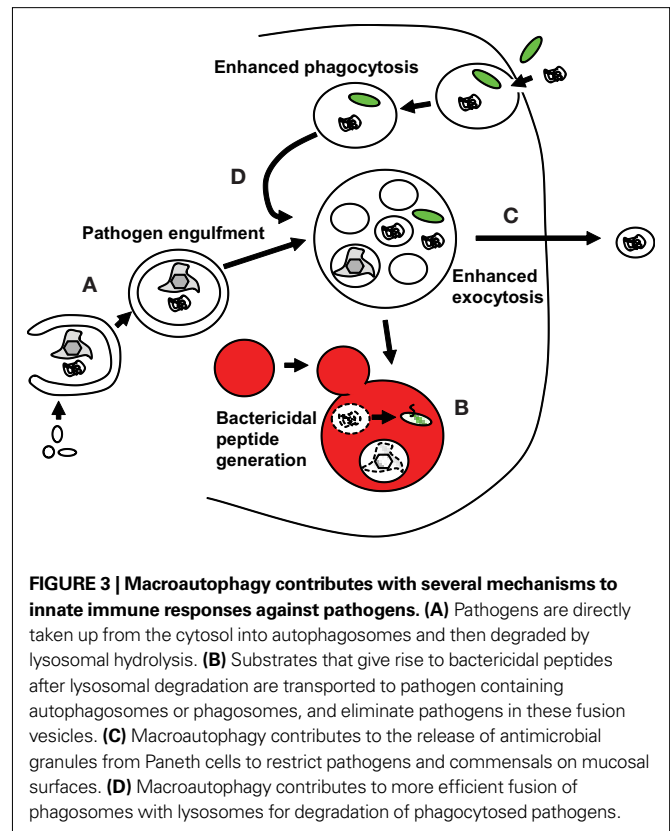 Enhanced phagocytosis
D
C
Pathogen engulfment
A
Enhanced
exocytosis
B
Bactericidal
peptide
generation
FIGURE 3 | Macroautophagy contributes with several mechanisms to
innate immune responses against pathogens. (A) Pathogens are directly
taken up from the cytosol into autophagosomes and then degraded by
lysosomal hydrolysis. (B) Substrates that give rise to bactericidal peptides
after lysosomal degradation are transported to pathogen containing
autophagosomes or phagosomes, and eliminate pathogens in these fusion
vesicles. (C) Macroautophagy contributes to the release of antimicrobial
granules from Paneth cells to restrict pathogens and commensals on mucosal
surfaces. (D) Macroautophagy contributes to more efficient fusion of
phagosomes with lysosomes for degradation of phagocytosed pathogens.